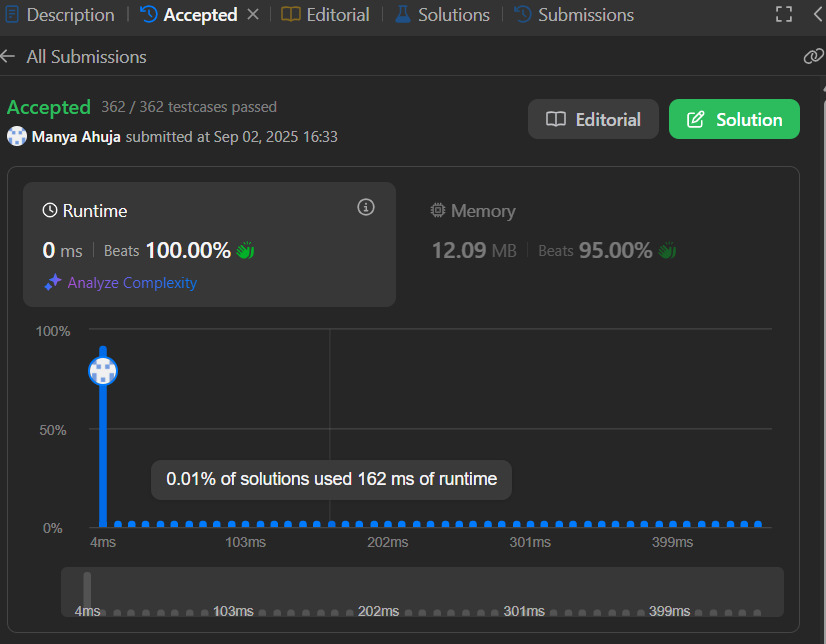 Description | Accepted × | Editorial | Solutions | Submissions
All Submissions
Accepted 362 / 362 testcases passed
Manya Ahuja submitted at Sep 02, 2025 16:33
Editorial
Solution
Runtime
0 ms | Beats 100.00%
Analyze Complexity
Memory
12.09 MB | Beats 95.00%
100%
50%
0%
0.01% of solutions used 162 ms of runtime
4ms 103ms 202ms 301ms 399ms
4ms 103ms 202ms 301ms 399ms